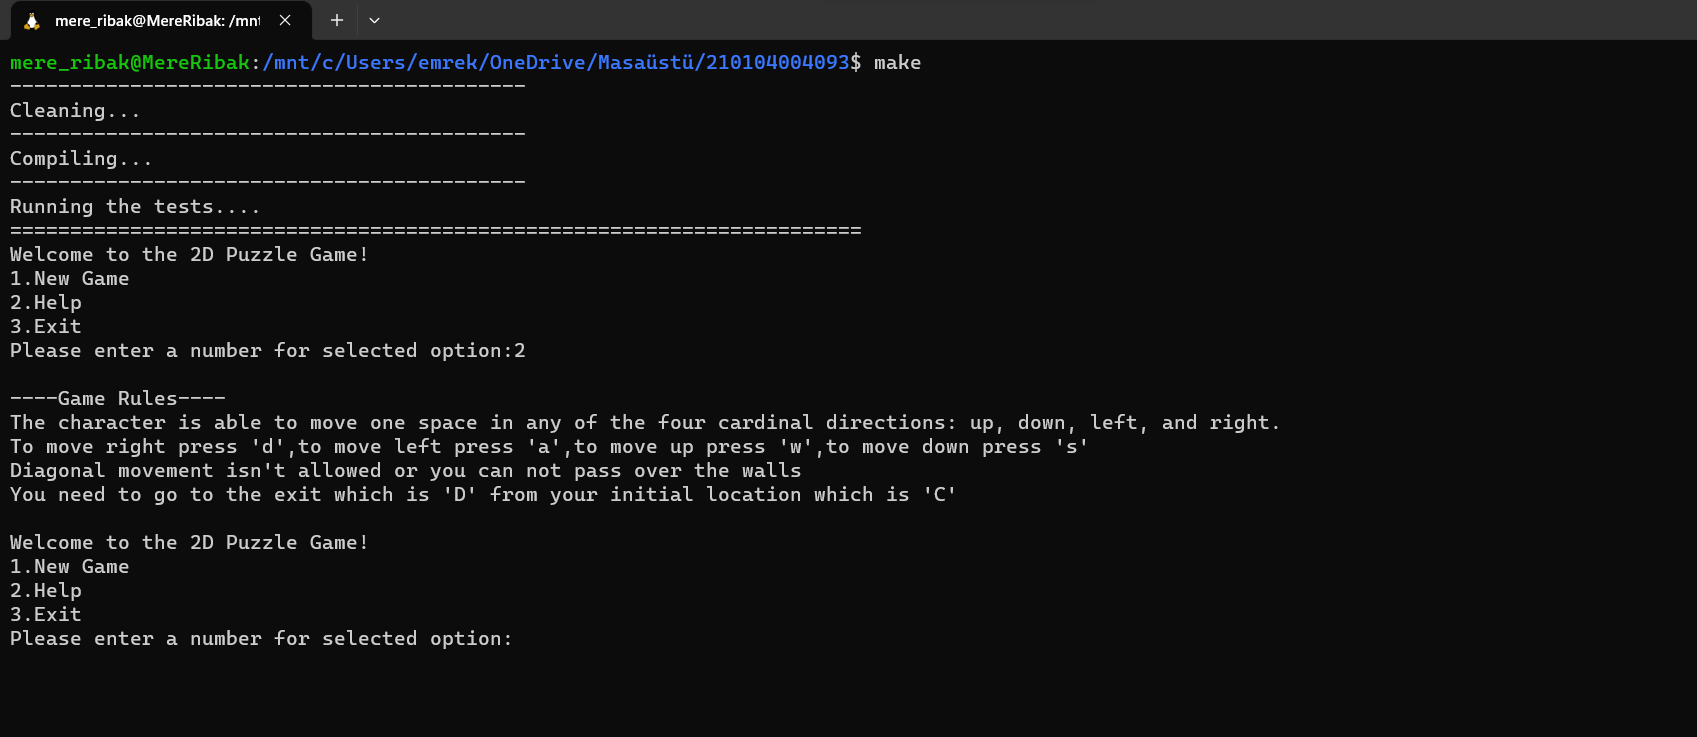 mere_ribak@MereRibak: /mnt
mere_ribak@MereRibak:/mnt/c/Users/emrek/OneDrive/Masaüstü/210104004093$ make
-------------------------------------------
Cleaning...
-------------------------------------------
Compiling...
-------------------------------------------
Running the tests....
=======================================================================
Welcome to the 2D Puzzle Game!
1.New Game
2.Help
3.Exit
Please enter a number for selected option:2
----Game Rules----
The character is able to move one space in any of the four cardinal directions: up, down, left, and right.
To move right press 'd',to move left press 'a',to move up press 'w',to move down press 's'
Diagonal movement isn't allowed or you can not pass over the walls
You need to go to the exit which is 'D' from your initial location which is 'C'
Welcome to the 2D Puzzle Game!
1.New Game
2.Help
3.Exit
Please enter a number for selected option: